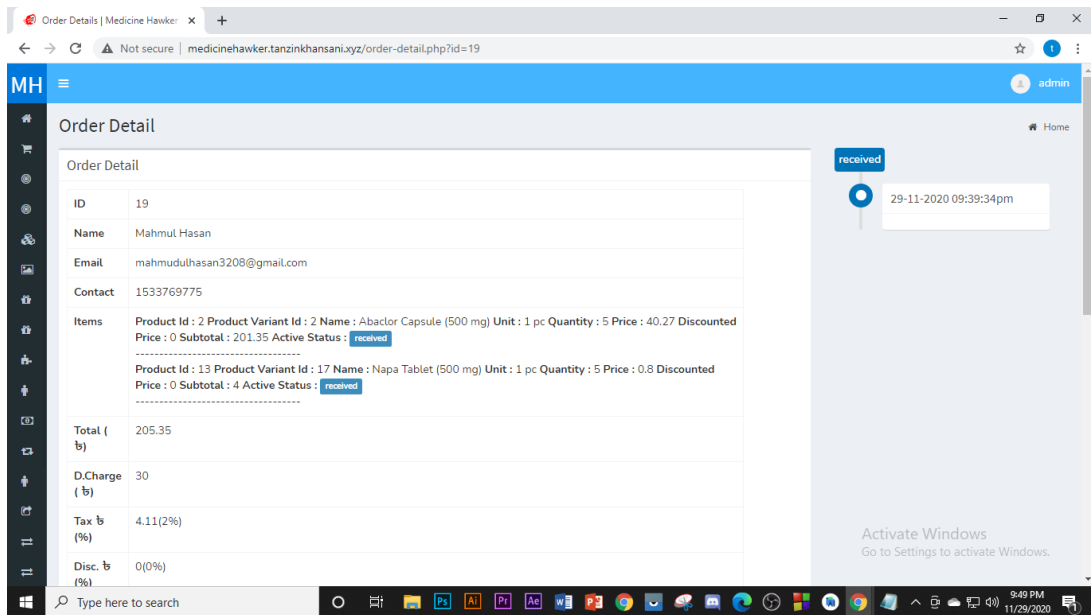 Order Details | Medicine Hawker
Not secure | medicinehawker.tanzinkhansani.xyz/order-detail.php?id=19
t
MH
admin
Order Detail
Home
Order Detail
ID 19
Name Mahmul Hasan
Email mahmudulhasan3208@gmail.com
Contact 1533769775
Items Product Id : 2 Product Variant Id : 2 Name : Abaclor Capsule (500 mg) Unit : 1 pc Quantity : 5 Price : 40.27 Discounted
Price : 0 Subtotal : 201.35 Active Status : received
-----------------------------------
Product Id : 13 Product Variant Id : 17 Name : Napa Tablet (500 mg) Unit : 1 pc Quantity : 5 Price : 0.8 Discounted
Price : 0 Subtotal : 4 Active Status : received
-----------------------------------
Total ( 205.35
৳)
D.Charge 30
( ৳)
Tax ৳ 4.11(2%)
(%)
Disc. ৳ 0(0%)
(%)
received
29-11-2020 09:39:34pm
Activate Windows
Go to Settings to activate Windows.
Type here to search
Ps
Ai
Pr
Ae
9:49 PM
11/29/2020